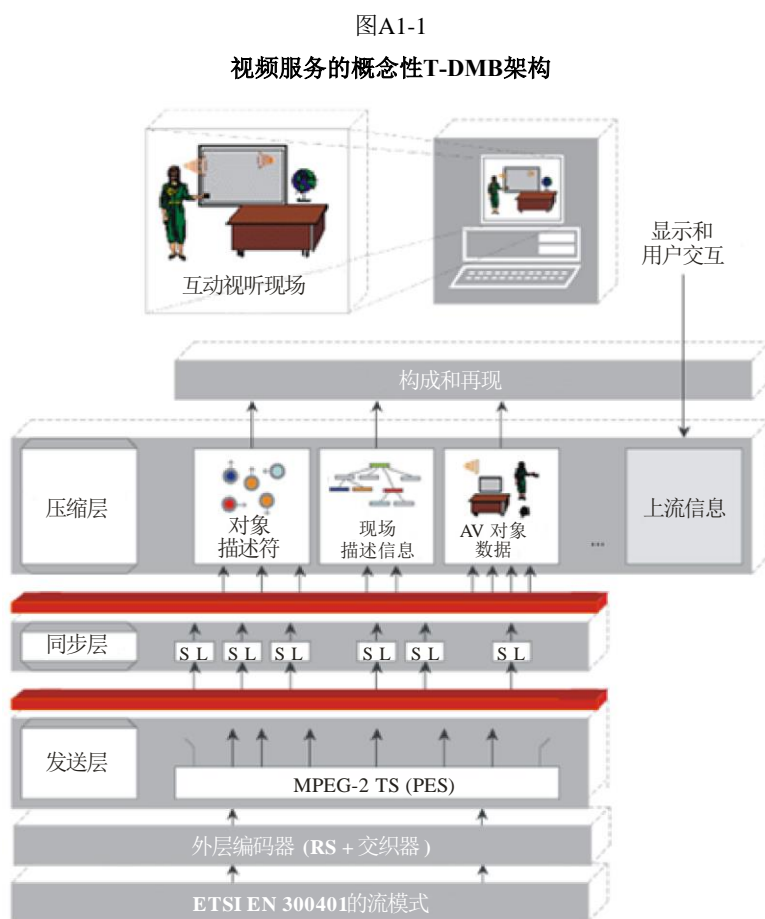 图A1-1
视频服务的概念性T-DMB架构
互动视听现场
显示和
用户交互
构成和再现
压缩层
对象
描述符
现场
描述信息
AV 对象
数据
...
上流信息
同步层
S L S L S L S L S L S L
发送层
MPEG-2 TS (PES)
外层编码器 (RS + 交织器 )
ETSI EN 300401的流模式